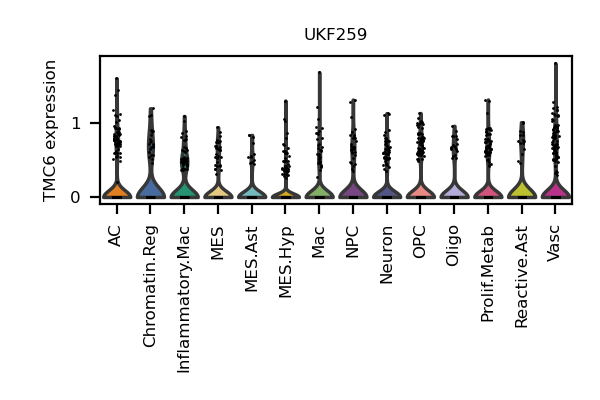 UKF259
TMC6 expression
1
0
AC
Chromatin.Reg
Inflammatory.Mac
MES
MES.Ast
MES.Hyp
Mac
NPC
Neuron
OPC
Oligo
Prolif.Metab
Reactive.Ast
Vasc